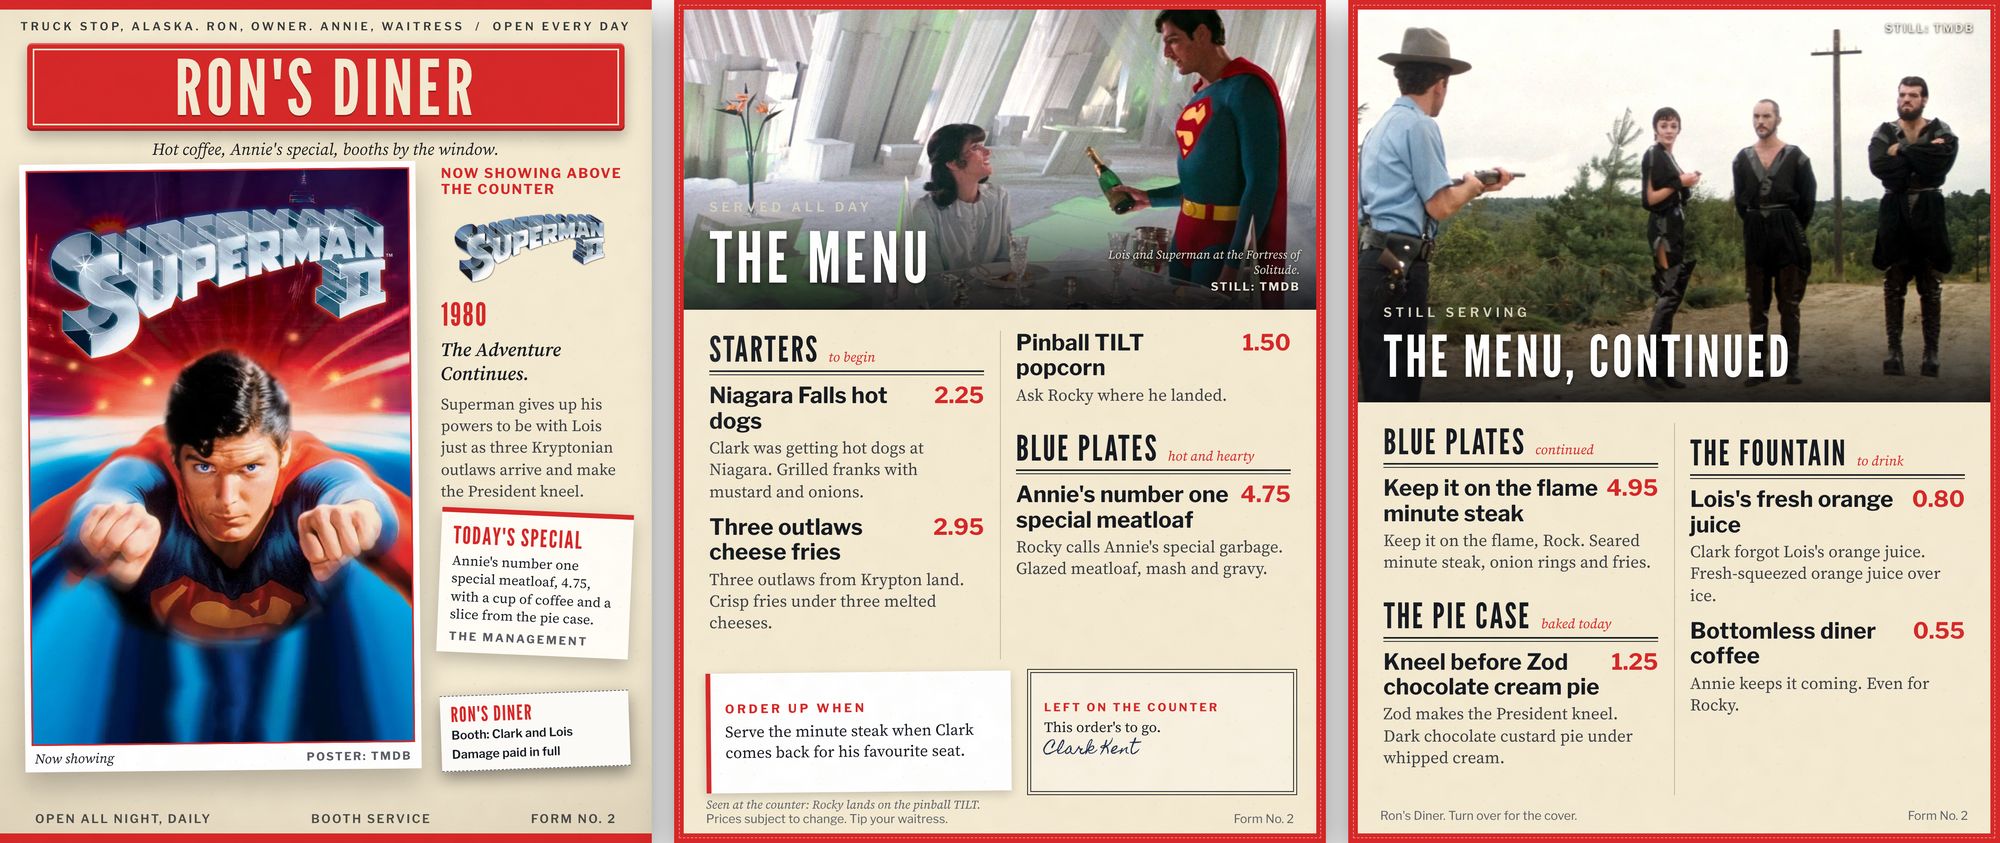 TRUCK STOP, ALASKA. RON, OWNER. ANNIE, WAITRESS / OPEN EVERY DAY
RON'S DINER
Hot coffee, Annie's special, booths by the window.
SUPERMAN II™
Now showing
POSTER: TMDB
NOW SHOWING ABOVE
THE COUNTER
SUPERMAN II
1980
The Adventure
Continues.
Superman gives up his
powers to be with Lois
just as three Kryptonian
outlaws arrive and make
the President kneel.
TODAY'S SPECIAL
Annie's number one
special meatloaf, 4.75,
with a cup of coffee and a
slice from the pie case.
THE MANAGEMENT
RON'S DINER
Booth: Clark and Lois
Damage paid in full
OPEN ALL NIGHT, DAILY
BOOTH SERVICE
FORM NO. 2
SERVED ALL DAY
THE MENU
Lois and Superman at the Fortress of
Solitude.
STILL: TMDB
STARTERS to begin
Niagara Falls hot 2.25
dogs
Clark was getting hot dogs at
Niagara. Grilled franks with
mustard and onions.
Three outlaws 2.95
cheese fries
Three outlaws from Krypton land.
Crisp fries under three melted
cheeses.
Pinball TILT 1.50
popcorn
Ask Rocky where he landed.
BLUE PLATES hot and hearty
Annie's number one 4.75
special meatloaf
Rocky calls Annie's special garbage.
Glazed meatloaf, mash and gravy.
ORDER UP WHEN
Serve the minute steak when Clark
comes back for his favourite seat.
LEFT ON THE COUNTER
This order's to go.
Clark Kent
Seen at the counter: Rocky lands on the pinball TILT.
Prices subject to change. Tip your waitress.
Form No. 2
STILL: TMDB
STILL SERVING
THE MENU, CONTINUED
BLUE PLATES continued
Keep it on the flame 4.95
minute steak
Keep it on the flame, Rock. Seared
minute steak, onion rings and fries.
THE PIE CASE baked today
Kneel before Zod 1.25
chocolate cream pie
Zod makes the President kneel.
Dark chocolate custard pie under
whipped cream.
THE FOUNTAIN to drink
Lois's fresh orange 0.80
juice
Clark forgot Lois's orange juice.
Fresh-squeezed orange juice over
ice.
Bottomless diner 0.55
coffee
Annie keeps it coming. Even for
Rocky.
Ron's Diner. Turn over for the cover.
Form No. 2